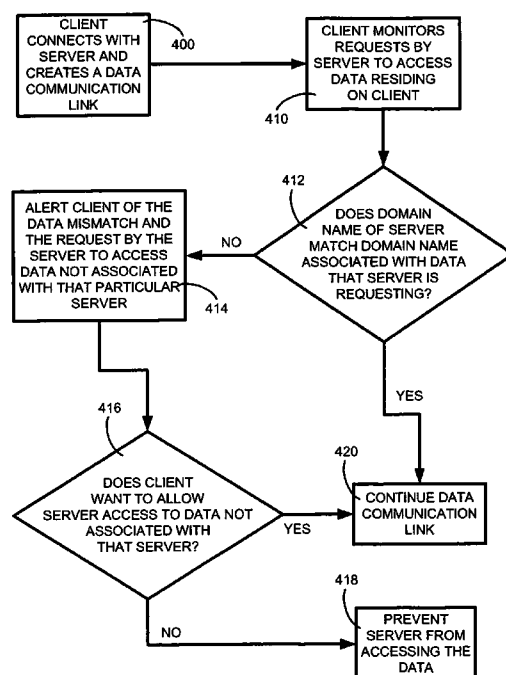 CLIENT
CONNECTS WITH
SERVER AND
CREATES A DATA
COMMUNICATION
LINK
400
CLIENT MONITORS
REQUESTS BY
SERVER TO ACCESS
DATA RESIDING
ON CLIENT
410
412
DOES DOMAIN
NAME OF SERVER
MATCH DOMAIN NAME
ASSOCIATED WITH DATA
THAT SERVER IS
REQUESTING?
NO
ALERT CLIENT OF THE
DATA MISMATCH AND
THE REQUEST BY THE
SERVER TO ACCESS
DATA NOT ASSOCIATED
WITH THAT PARTICULAR
SERVER
414
YES
416
DOES CLIENT
WANT TO ALLOW
SERVER ACCESS TO DATA NOT
ASSOCIATED WITH
THAT SERVER?
YES
420
CONTINUE DATA
COMMUNICATION
LINK
NO
418
PREVENT
SERVER FROM
ACCESSING THE
DATA